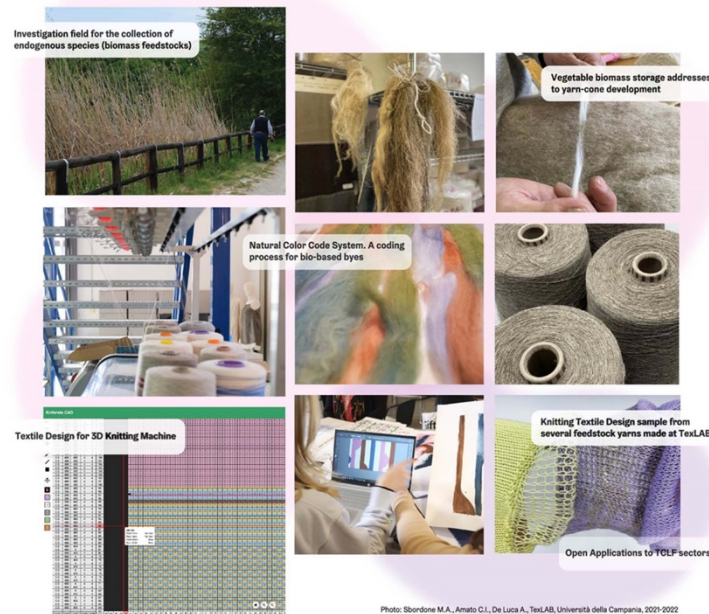 Investigation field for the collection of
endogenous species (biomass feedstocks)
Vegetable biomass storage addresses
to yarn-cone development
Natural Color Code System. A coding
process for bio-based byes
Textile Design for 3D Knitting Machine
Knitting Textile Design sample from
several feedstock yarns made at TexLAB
Open Applications to TCLF sectors
Photo: Sbordone M.A., Amato C.I., De Luca A., TexLAB, Università della Campania, 2021-2022